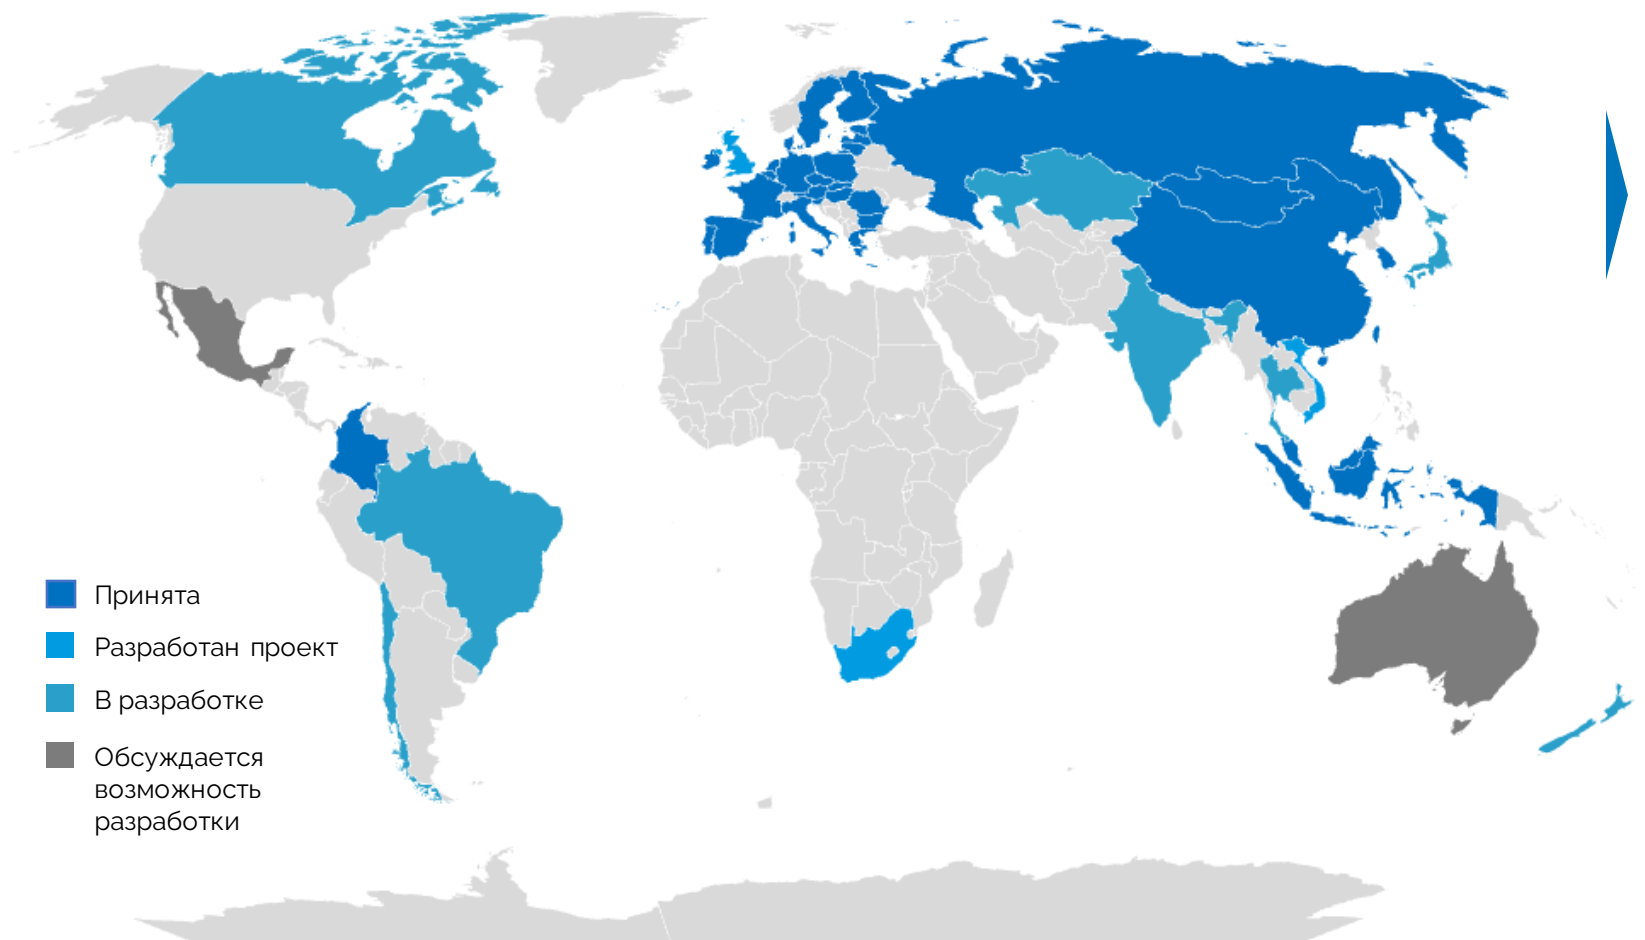 Принята
Разработан проект
В разработке
Обсуждается
возможность
разработки